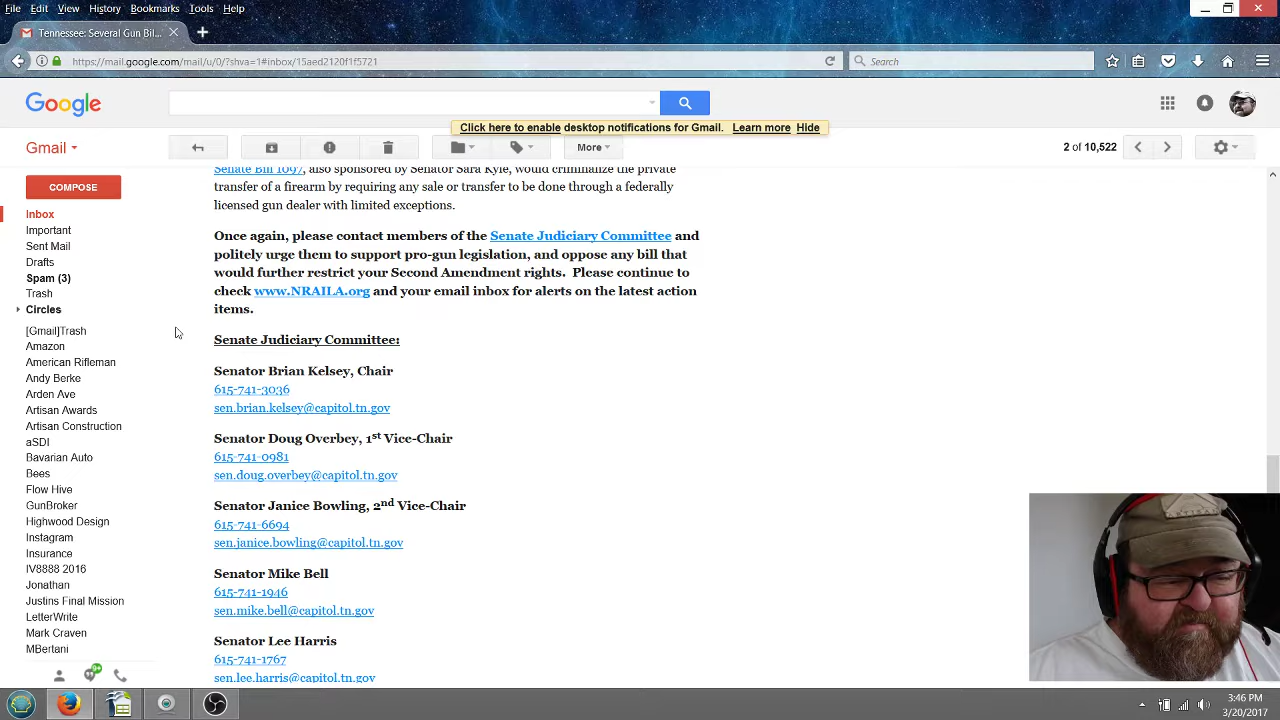 File Edit View History Bookmarks Tools Help
Tennessee: Several Gun Bil...
https://mail.google.com/mail/u/0/?shva=1#inbox/15aed2120f1f5721
Search
Google
Click here to enable desktop notifications for Gmail. Learn more Hide
Gmail
More
2 of 10,522
COMPOSE
Inbox
Important
Sent Mail
Drafts
Spam (3)
Trash
Circles
[Gmail]Trash
Amazon
American Rifleman
Andy Berke
Arden Ave
Artisan Awards
Artisan Construction
aSDI
Bavarian Auto
Bees
Flow Hive
GunBroker
Highwood Design
Instagram
Insurance
IV8888 2016
Jonathan
Justins Final Mission
LetterWrite
Mark Craven
MBertani
9+
Senate Bill 1097, also sponsored by Senator Sara Kyle, would criminalize the private
transfer of a firearm by requiring any sale or transfer to be done through a federally
licensed gun dealer with limited exceptions.
Once again, please contact members of the Senate Judiciary Committee and
politely urge them to support pro-gun legislation, and oppose any bill that
would further restrict your Second Amendment rights. Please continue to
check www.NRAILA.org and your email inbox for alerts on the latest action
items.
Senate Judiciary Committee:
Senator Brian Kelsey, Chair
615-741-3036
sen.brian.kelsey@capitol.tn.gov
Senator Doug Overbey, 1st Vice-Chair
615-741-0981
sen.doug.overbey@capitol.tn.gov
Senator Janice Bowling, 2nd Vice-Chair
615-741-6694
sen.janice.bowling@capitol.tn.gov
Senator Mike Bell
615-741-1946
sen.mike.bell@capitol.tn.gov
Senator Lee Harris
615-741-1767
sen.lee.harris@capitol.tn.gov
3:46 PM
3/20/2017